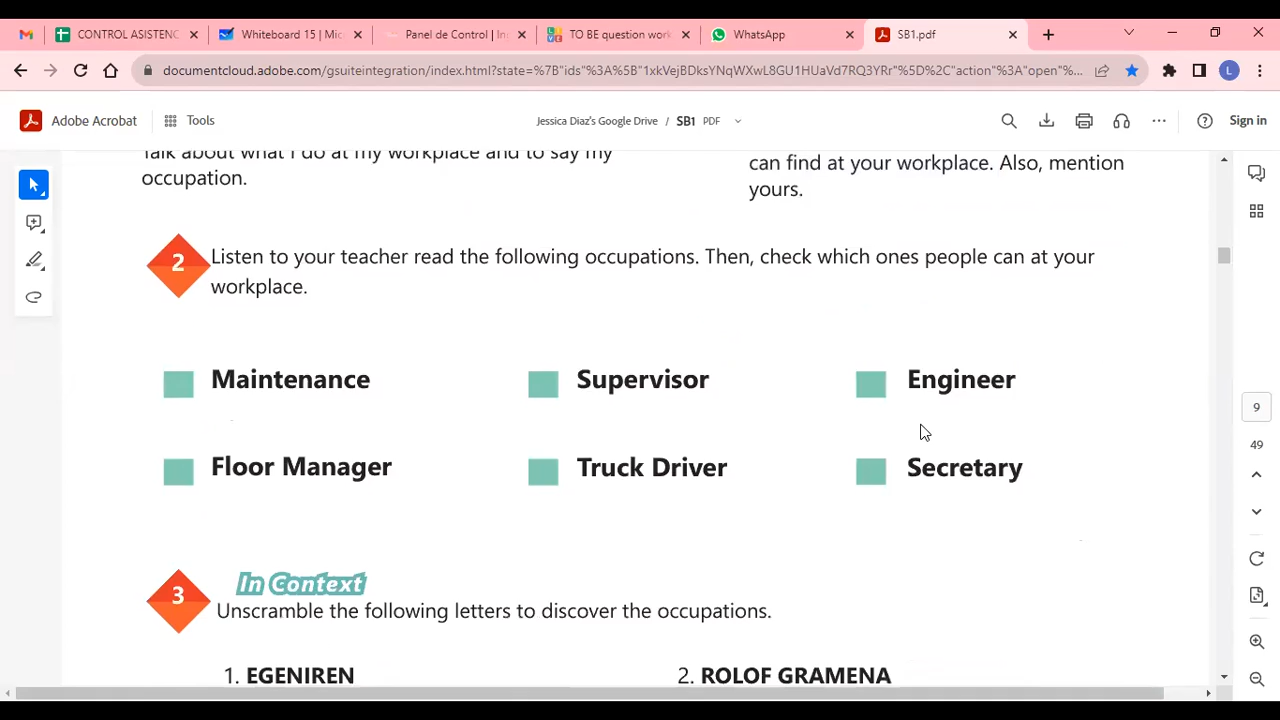 CONTROL ASISTENC
Whiteboard 15 | Mic
Panel de Control | In
TO BE question work
WhatsApp
SB1.pdf
documentcloud.adobe.com/gsuiteintegration/index.html?state=%7B"ids"%3A%5B"1xkVejBDksYNqWXwL8GU1HUaVd7RQ3YRr"%5D%2C"action"%3A"open"%...
L
Adobe Acrobat
Tools
Jessica Diaz's Google Drive / SB1 PDF
Sign in
Talk about what I do at my workplace and to say my
occupation.
can find at your workplace. Also, mention
yours.
2
Listen to your teacher read the following occupations. Then, check which ones people can at your
workplace.
Maintenance
Supervisor
Engineer
Floor Manager
Truck Driver
Secretary
9
49
3
In Context
Unscramble the following letters to discover the occupations.
1. EGENIREN
2. ROLOF GRAMENA